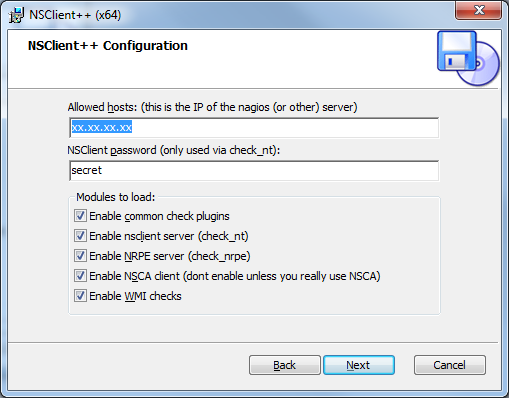 NSClient++ (x64)
NSClient++ Configuration
Allowed hosts: (this is the IP of the nagios (or other) server)
xx.xx.xx.xx
NSClient password (only used via check_nt):
secret
Modules to load:
Enable common check plugins
Enable nsclient server (check_nt)
Enable NRPE server (check_nrpe)
Enable NSCA client (dont enable unless you really use NSCA)
Enable WMI checks
Back Next Cancel